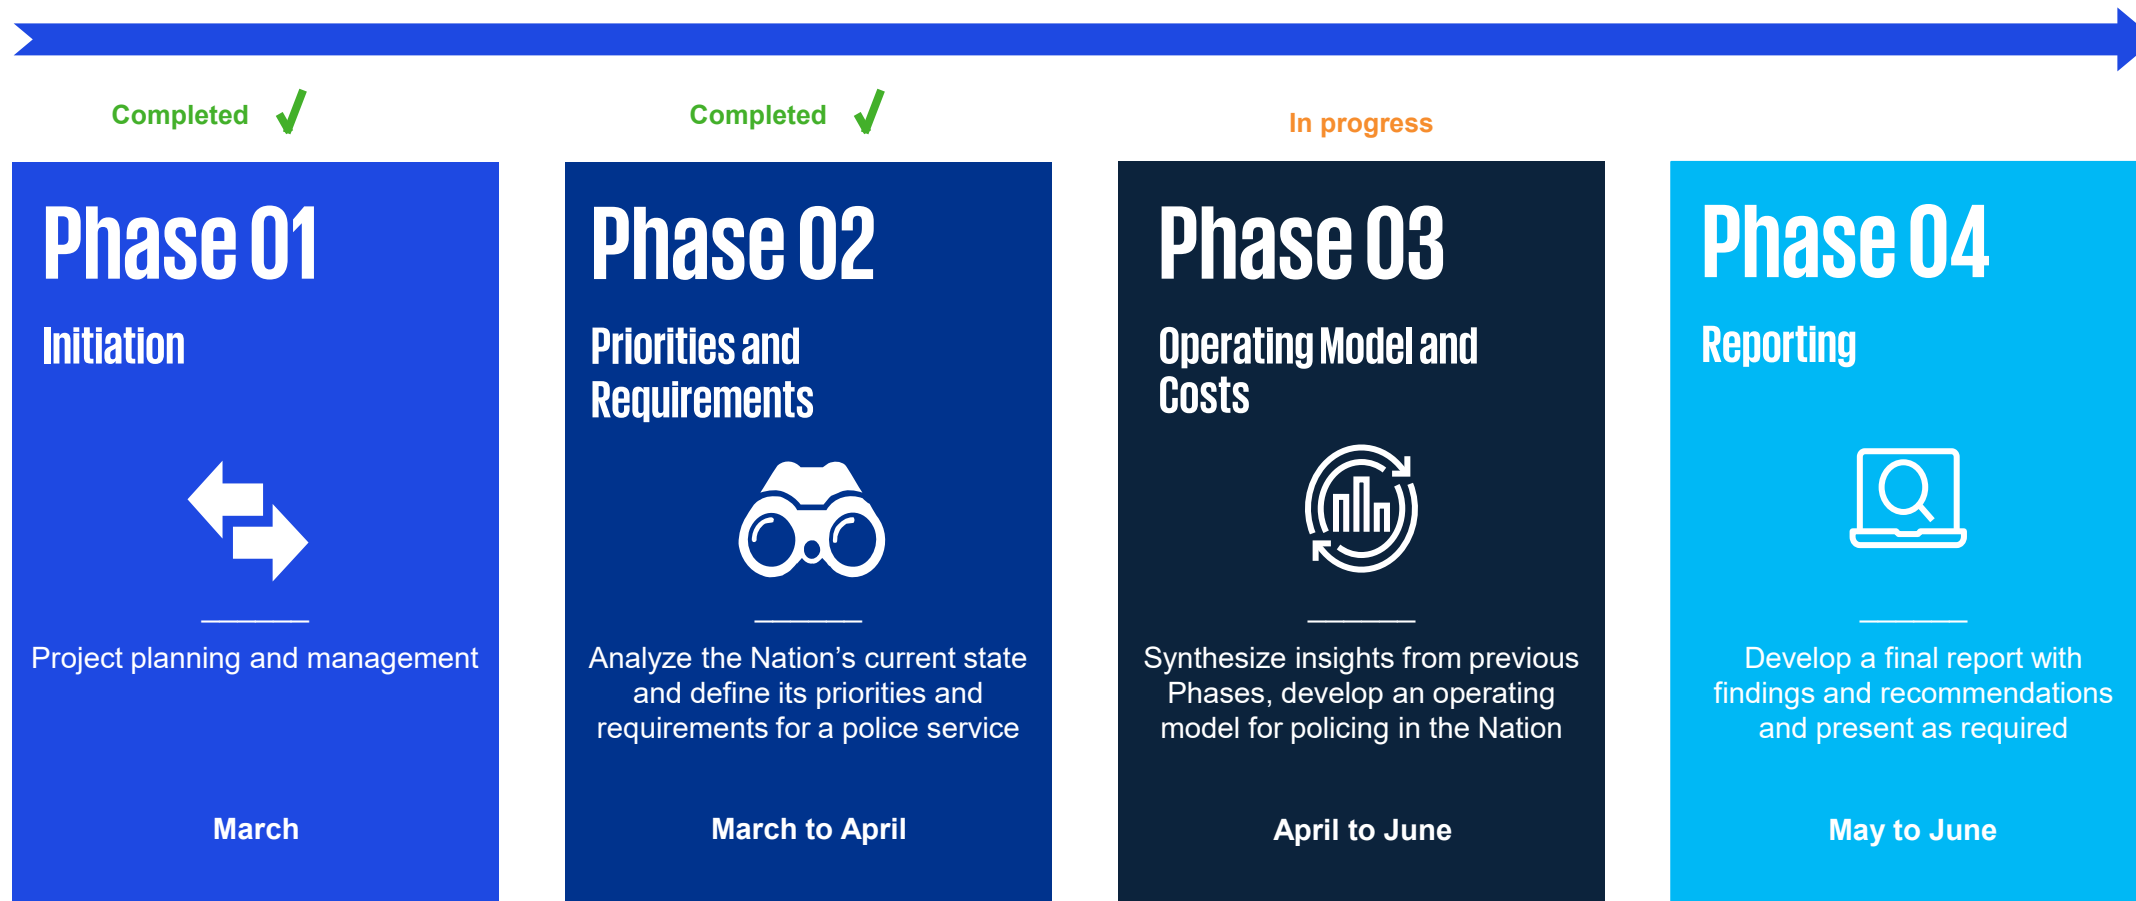 Completed
Completed
In progress
Phase 01
Initiation
Project planning and management
March
Phase 02
Priorities and
Requirements
Analyze the Nation’s current state
and define its priorities and
requirements for a police service
March to April
Phase 03
Operating Model and
Costs
Synthesize insights from previous
Phases, develop an operating
model for policing in the Nation
April to June
Phase 04
Reporting
Develop a final report with
findings and recommendations
and present as required
May to June